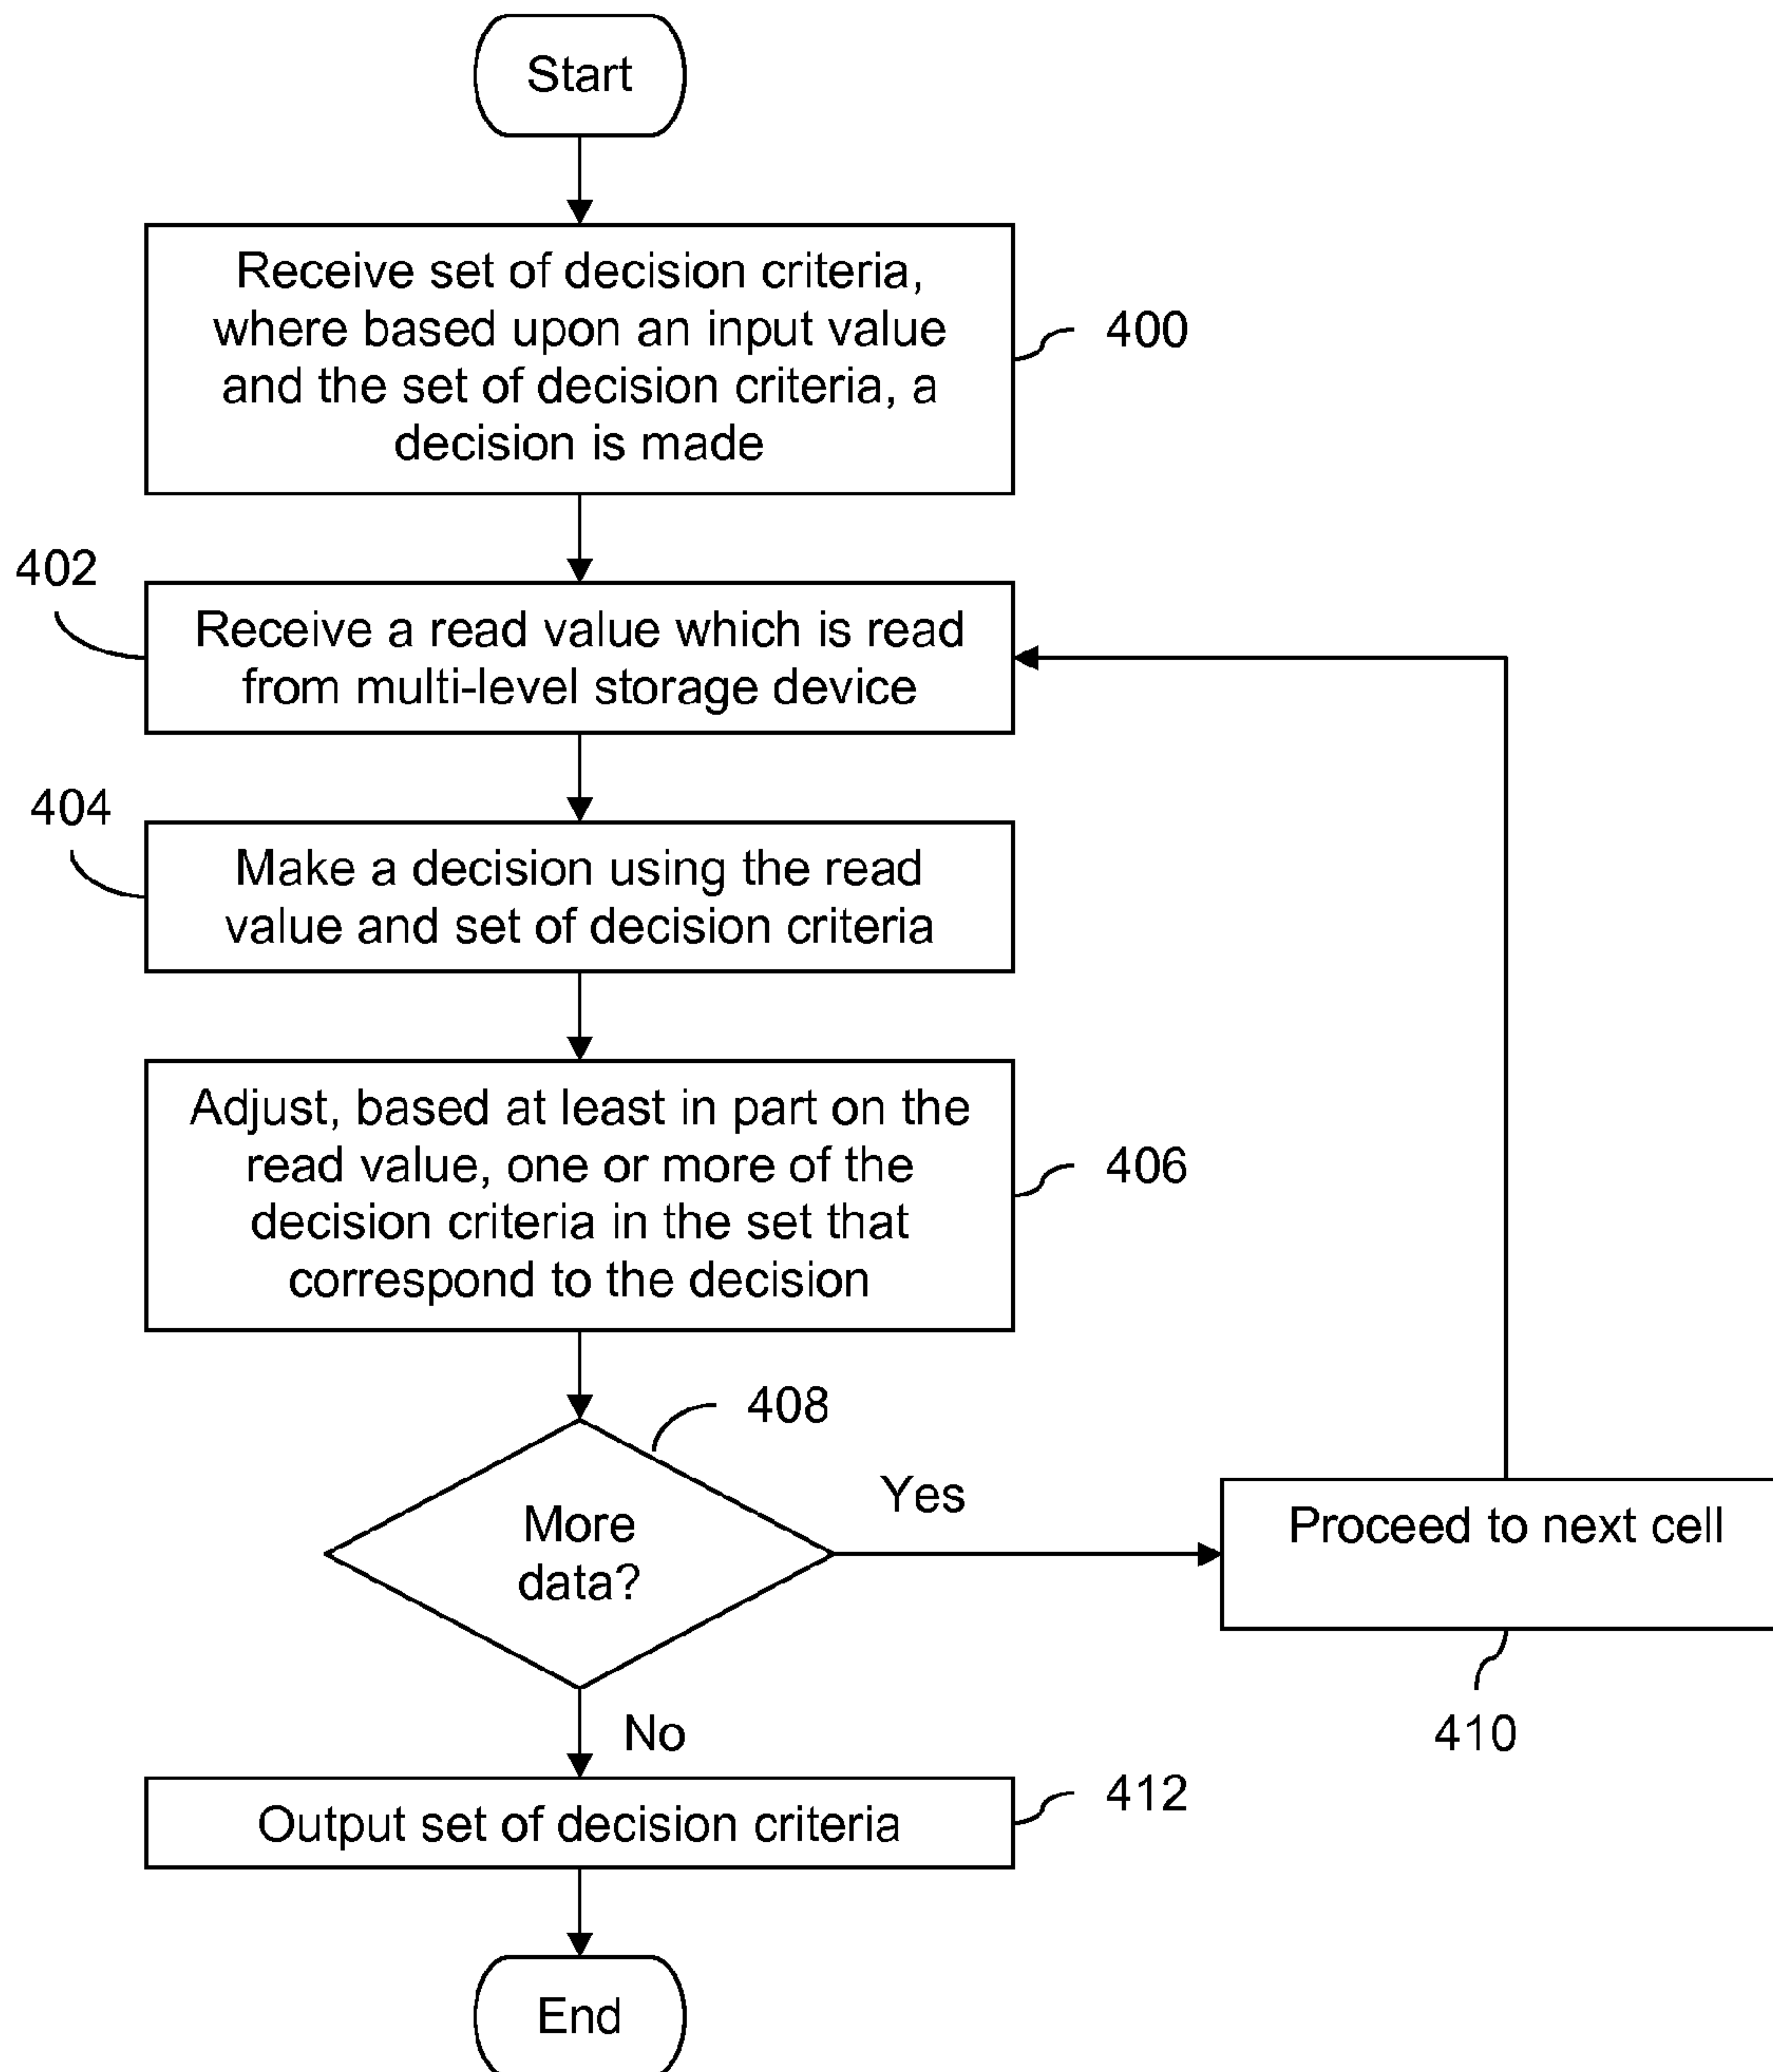 Start
Receive set of decision criteria,
where based upon an input value
and the set of decision criteria, a
decision is made
400
402
Receive a read value which is read
from multi-level storage device
404
Make a decision using the read
value and set of decision criteria
Adjust, based at least in part on the
read value, one or more of the
decision criteria in the set that
correspond to the decision
406
408
More
data?
Yes
Proceed to next cell
410
No
Output set of decision criteria
412
End